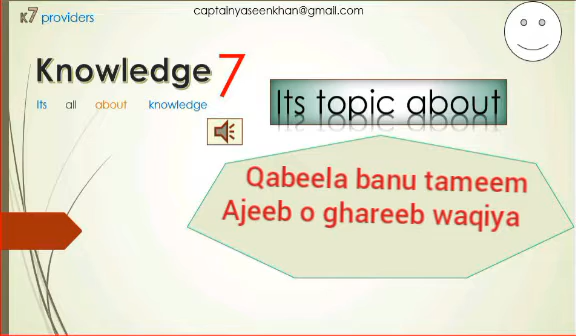 captainyaseenkhan@gmail.com
K7 providers
Knowledge 7
Its all about knowledge
Its topic about
Qabeela banu tameem
Ajeeb o ghareeb waqiya